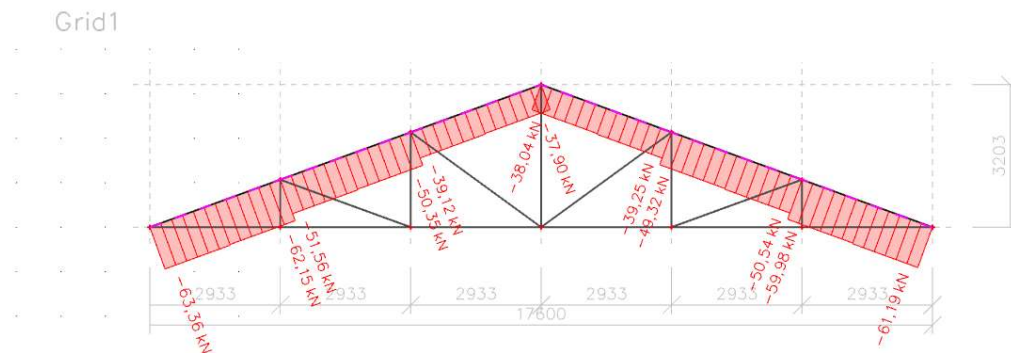 Grid1
-38,04 kN
-37,90 kN
-39,12 kN
-50,35 kN
-39,25 kN
-49,32 kN
-51,56 kN
-62,15 kN
-50,54 kN
-59,98 kN
-63,36 kN
-61,19 kN
3203
2933
2933
2933
2933
2933
2933
17600